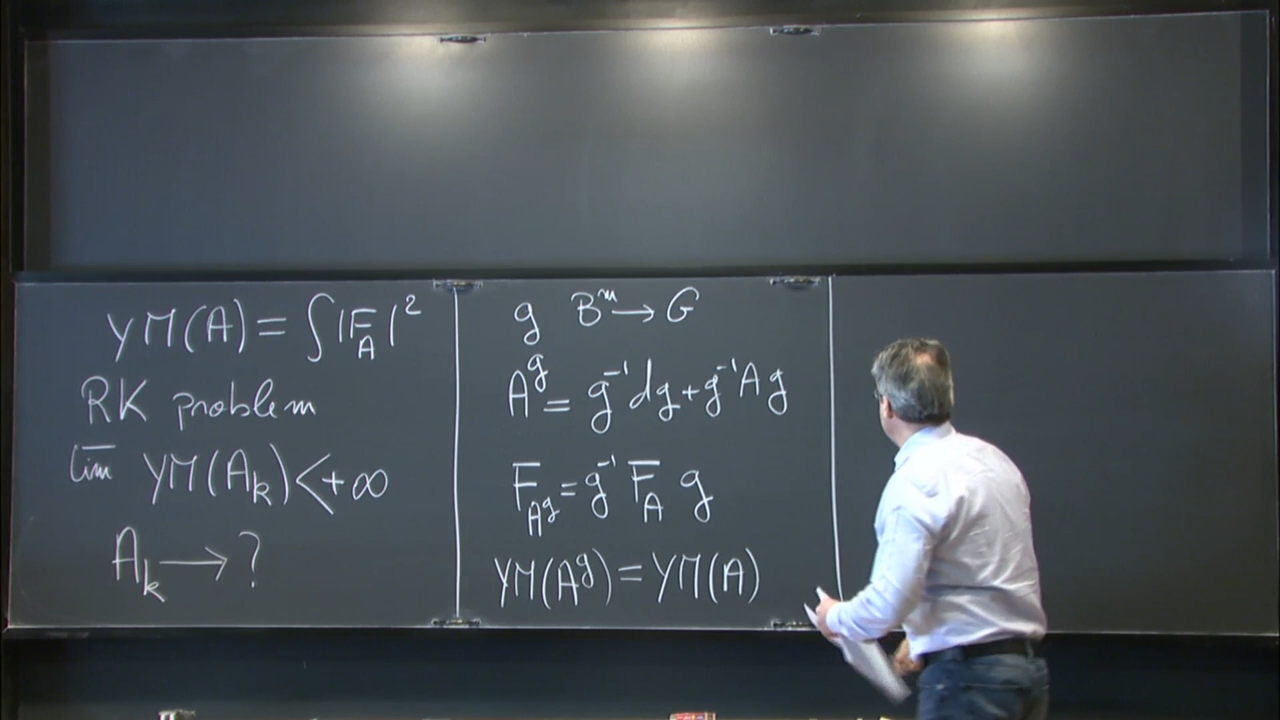 YM(A) = ∫|F_A|²
RK problem
lim̅ YM(A_k) < +∞
A_k → ?
g B^m → G
A^g = g⁻¹dg + g⁻¹Ag
F_{A^g} = g⁻¹ F_A g
YM(A^g) = YM(A)